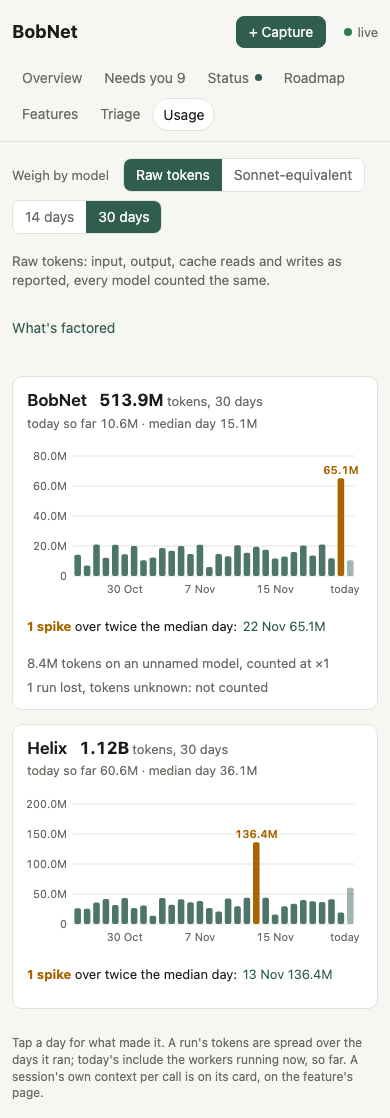 BobNet
+ Capture
live
Overview
Needs you 9
Status
Roadmap
Features
Triage
Usage
Weigh by model
Raw tokens
Sonnet-equivalent
14 days
30 days
Raw tokens: input, output, cache reads and writes as
reported, every model counted the same.
What's factored
BobNet 513.9M tokens, 30 days
today so far 10.6M · median day 15.1M
80.0M
65.1M
60.0M
40.0M
20.0M
0
30 Oct
7 Nov
15 Nov
today
1 spike over twice the median day: 22 Nov 65.1M
8.4M tokens on an unnamed model, counted at ×1
1 run lost, tokens unknown: not counted
Helix 1.12B tokens, 30 days
today so far 60.6M · median day 36.1M
200.0M
150.0M
136.4M
100.0M
50.0M
0
30 Oct
7 Nov
15 Nov
today
1 spike over twice the median day: 13 Nov 136.4M
Tap a day for what made it. A run's tokens are spread over the
days it ran; today's include the workers running now, so far. A
session's own context per call is on its card, on the feature's
page.